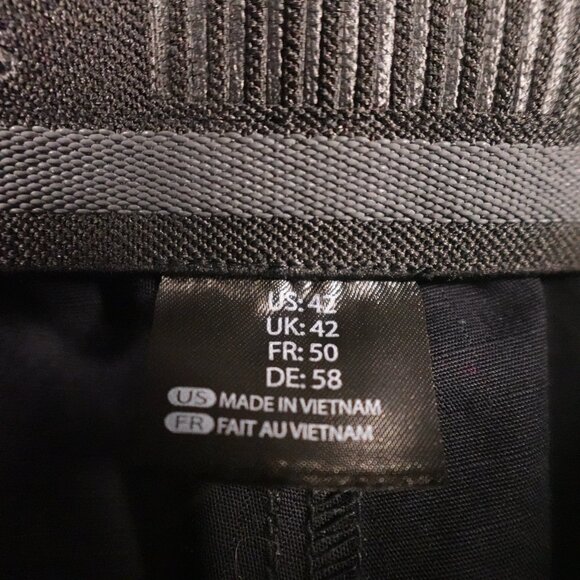 US: 42
UK: 42
FR: 50
DE: 58
US MADE IN VIETNAM
FR FAIT AU VIETNAM